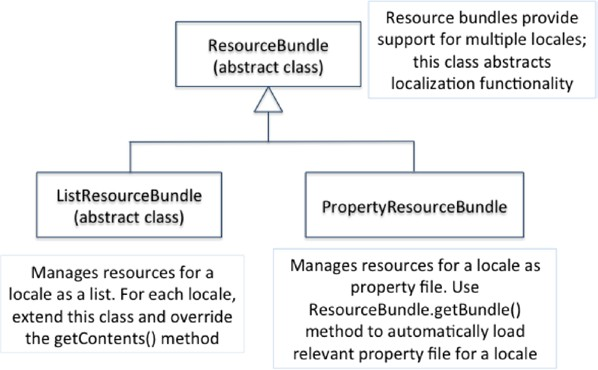 ResourceBundle
(abstract class)
Resource bundles provide
support for multiple locales;
this class abstracts
localization functionality
ListResourceBundle
(abstract class)
PropertyResourceBundle
Manages resources for a
locale as a list. For each locale,
extend this class and override
the getContents() method
Manages resources for a locale as
property file. Use
ResourceBundle.getBundle()
method to automatically load
relevant property file for a locale